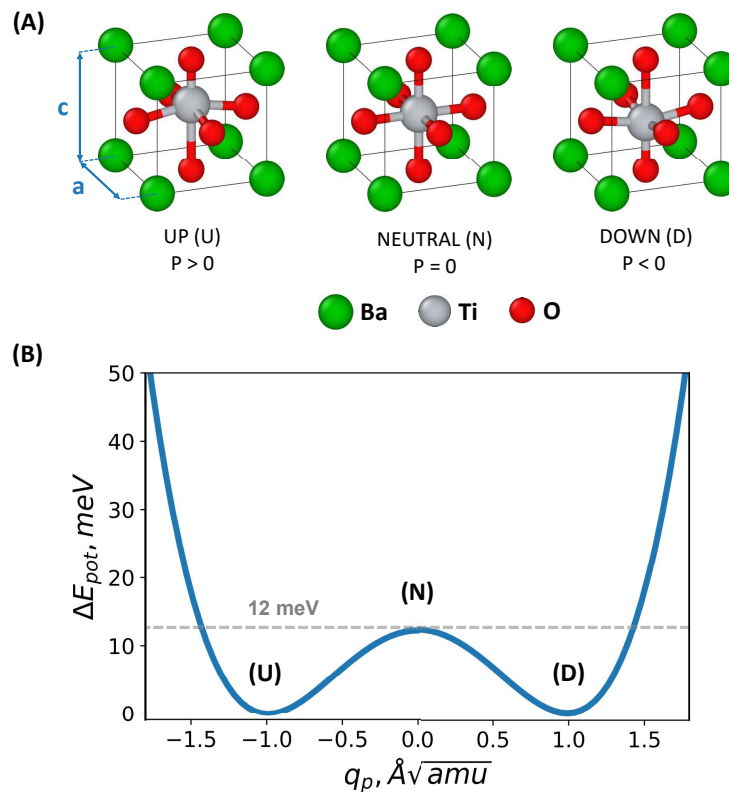 (A)
c
a
UP (U)
P > 0
NEUTRAL (N)
P = 0
DOWN (D)
P < 0
Ba
Ti
O
(B)
ΔE_pot, meV
50
40
30
20
10
0
12 meV
(N)
(U)
(D)
−1.5
−1.0
−0.5
0.0
0.5
1.0
1.5
q_p, Å√amu